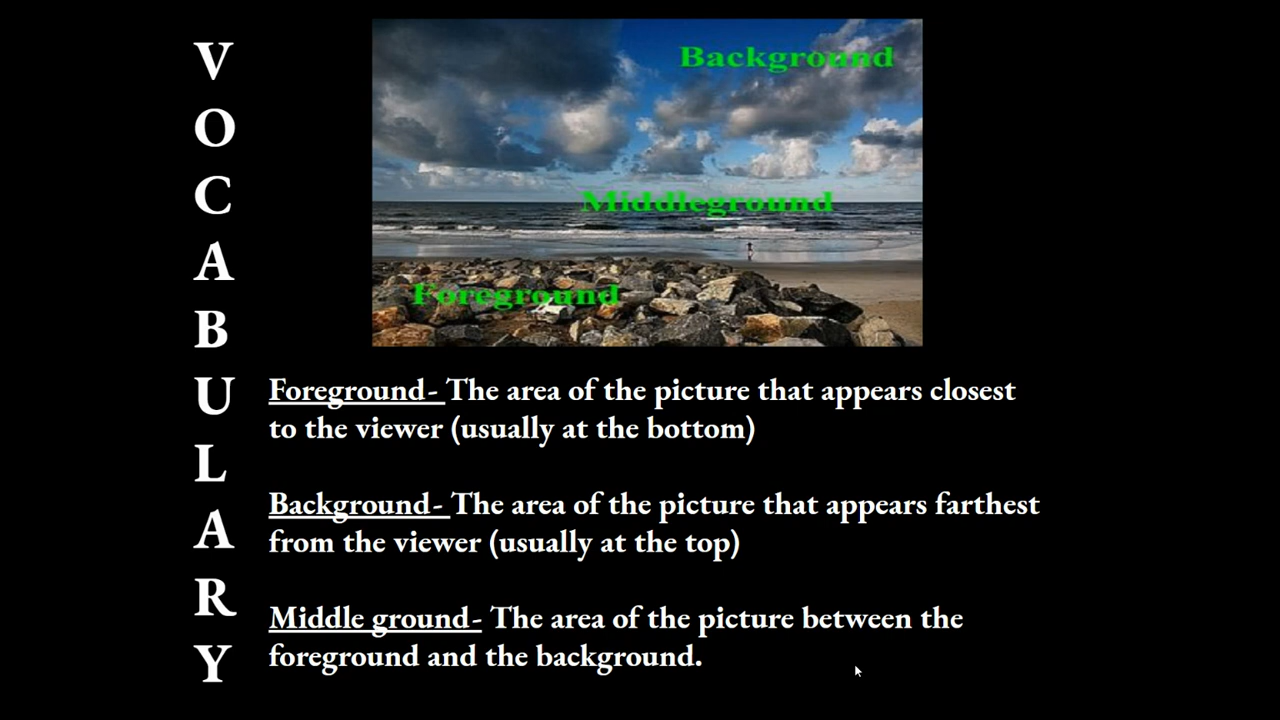 VOCABULARY
Background
Middleground
Foreground
Foreground- The area of the picture that appears closest
to the viewer (usually at the bottom)
Background- The area of the picture that appears farthest
from the viewer (usually at the top)
Middle ground- The area of the picture between the
foreground and the background.